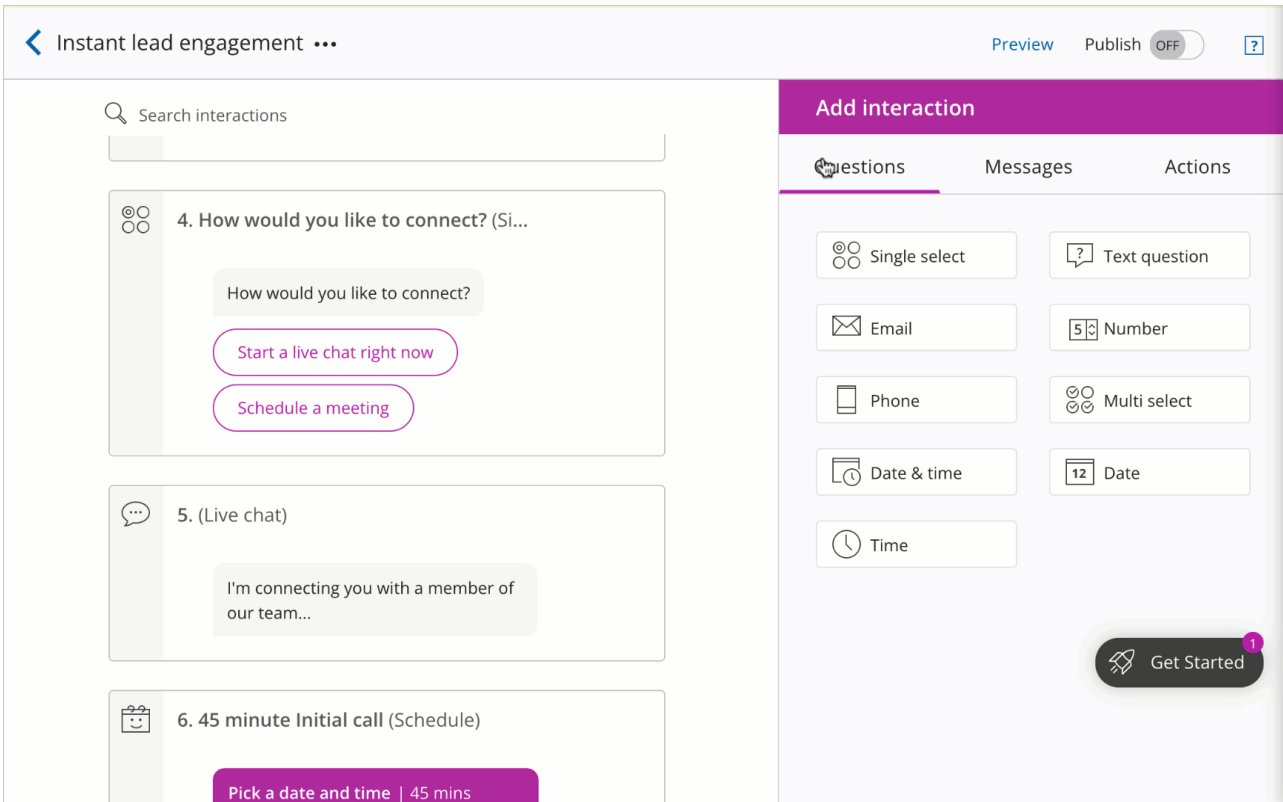 Instant lead engagement •••
Preview
Publish
OFF
?
Search interactions
4. How would you like to connect? (Si...
How would you like to connect?
Start a live chat right now
Schedule a meeting
5. (Live chat)
I'm connecting you with a member of
our team...
6. 45 minute Initial call (Schedule)
Pick a date and time | 45 mins
Add interaction
Questions
Messages
Actions
Single select
? Text question
Email
5 Number
Phone
Multi select
Date & time
12 Date
Time
1
Get Started